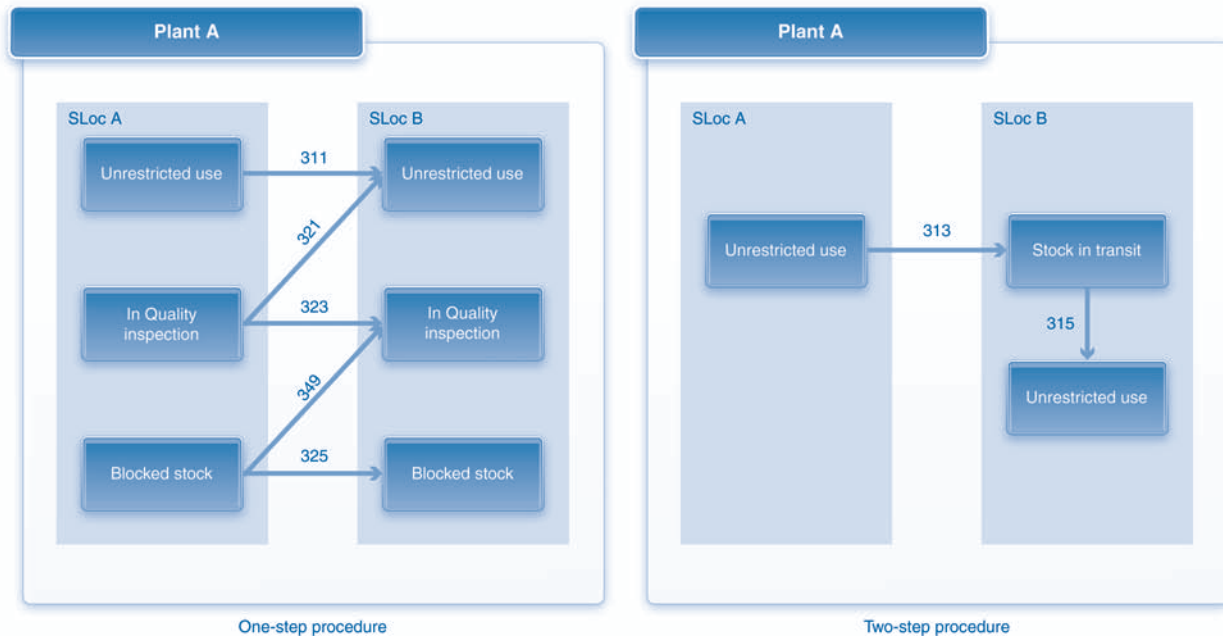 Plant A
SLoc A
SLoc B
Unrestricted use
311
Unrestricted use
321
In Quality
inspection
323
In Quality
inspection
349
Blocked stock
325
Blocked stock
One-step procedure
Plant A
SLoc A
SLoc B
Unrestricted use
313
Stock in transit
315
Unrestricted use
Two-step procedure